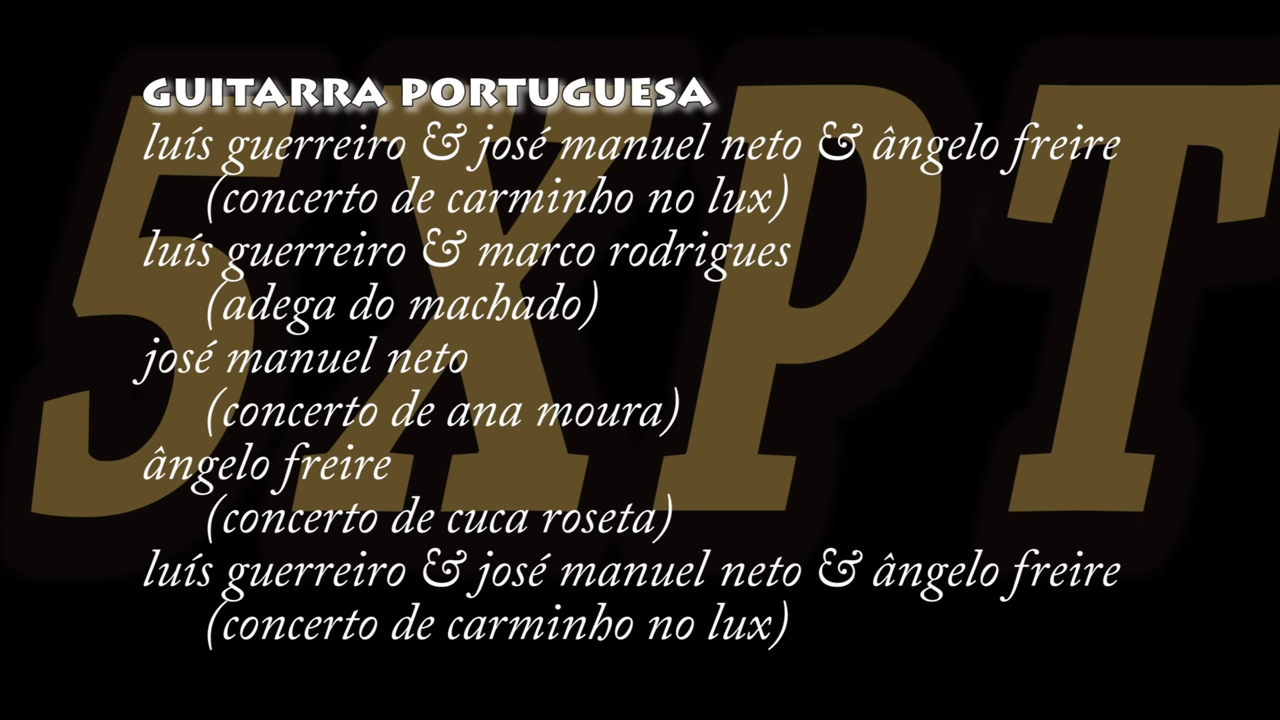 GUITARRA PORTUGUESA
luís guerreiro & josé manuel neto & ângelo freire
(concerto de carminho no lux)
luís guerreiro & marco rodrigues
(adega do machado)
josé manuel neto
(concerto de ana moura)
ângelo freire
(concerto de cuca roseta)
luís guerreiro & josé manuel neto & ângelo freire
(concerto de carminho no lux)
5XPT